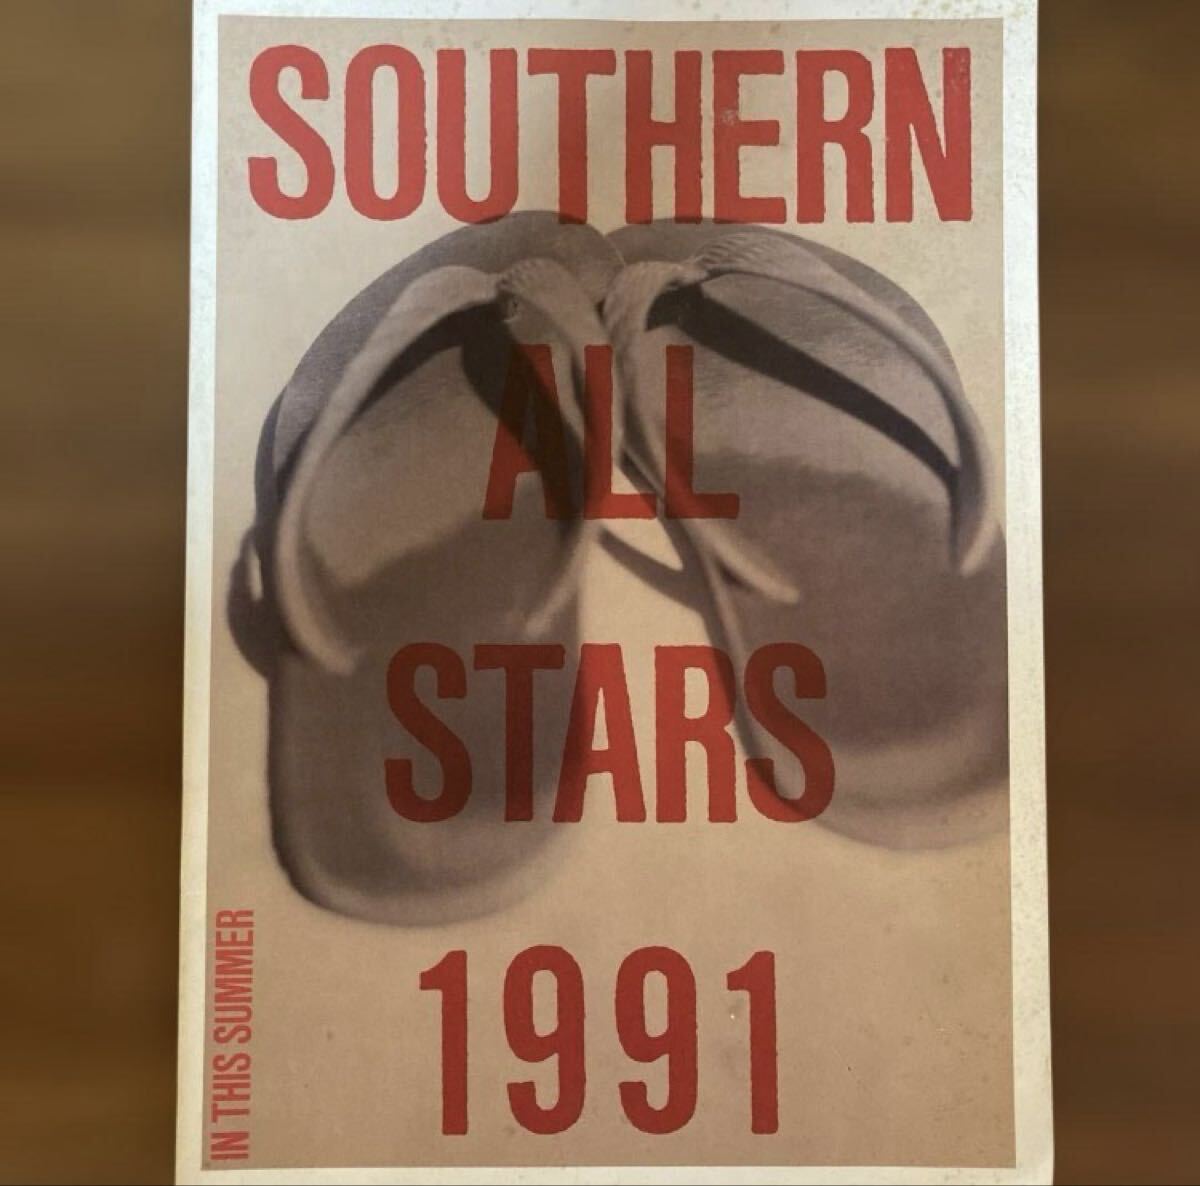 SOUTHERN
ALL
STARS
1991
IN THIS SUMMER